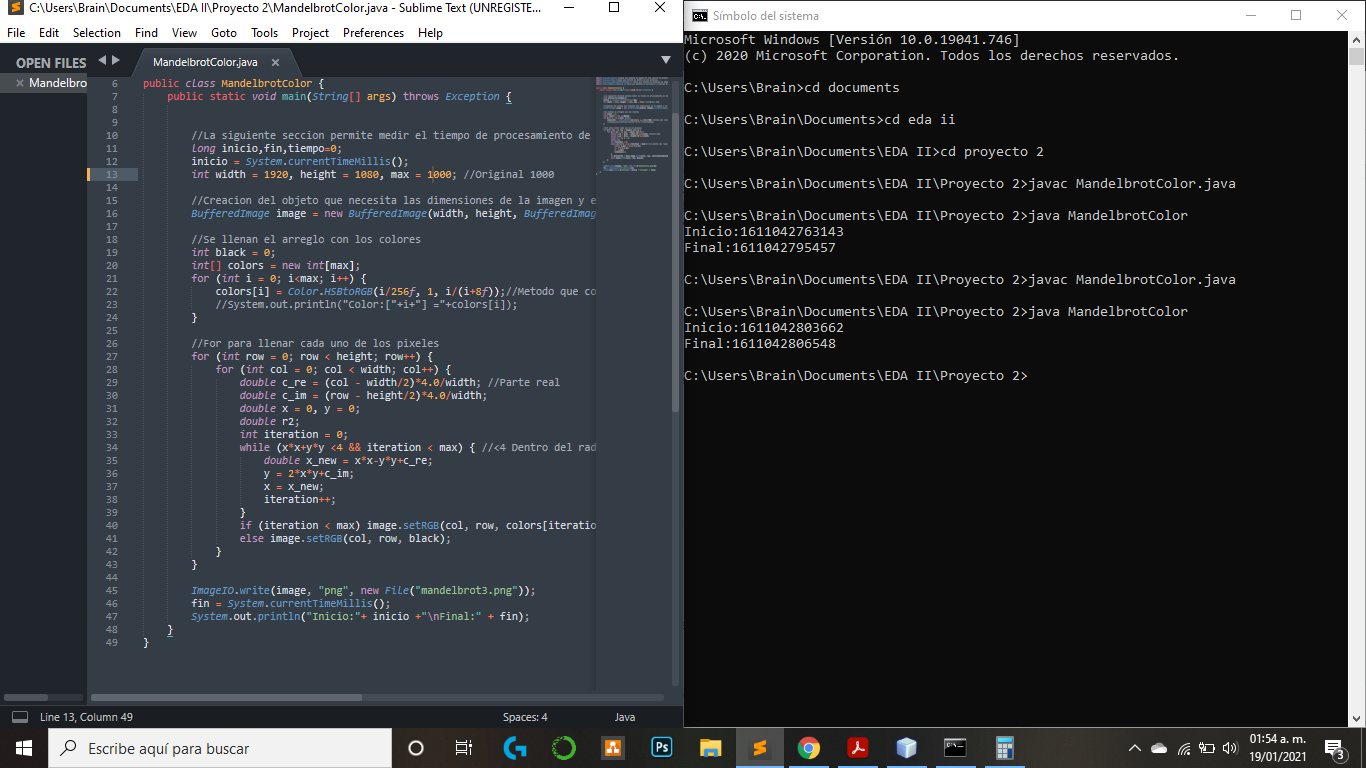 C:\Users\Brain\Documents\EDA II\Proyecto 2\MandelbrotColor.java - Sublime Text (UNREGISTE...
File Edit Selection Find View Goto Tools Project Preferences Help
OPEN FILES
MandelbrotColor.java
Mandelbro
6 public class MandelbrotColor {
7 public static void main(String[] args) throws Exception {
8
9
10 //La siguiente seccion permite medir el tiempo de procesamiento de
11 long inicio,fin,tiempo=0;
12 inicio = System.currentTimeMillis();
13 int width = 1920, height = 1080, max = 1000; //Original 1000
14
15 //Creacion del objeto que necesita las dimensiones de la imagen y e
16 BufferedImage image = new BufferedImage(width, height, BufferedImag
17
18 //Se llenan el arreglo con los colores
19 int black = 0;
20 int[] colors = new int[max];
21 for (int i = 0; i<max; i++) {
22 colors[i] = Color.HSBtoRGB(i/256f, 1, i/(i+8f));//Metodo que co
23 //System.out.println("Color:["+i+"] ="+colors[i]);
24 }
25
26 //For para llenar cada uno de los pixeles
27 for (int row = 0; row < height; row++) {
28 for (int col = 0; col < width; col++) {
29 double c_re = (col - width/2)*4.0/width; //Parte real
30 double c_im = (row - height/2)*4.0/width;
31 double x = 0, y = 0;
32 double r2;
33 int iteration = 0;
34 while (x*x+y*y <4 && iteration < max) { //<4 Dentro del rad
35 double x_new = x*x-y*y+c_re;
36 y = 2*x*y+c_im;
37 x = x_new;
38 iteration++;
39 }
40 if (iteration < max) image.setRGB(col, row, colors[iteratio
41 else image.setRGB(col, row, black);
42 }
43 }
44
45 ImageIO.write(image, "png", new File("mandelbrot3.png"));
46 fin = System.currentTimeMillis();
47 System.out.println("Inicio:"+ inicio +"\nFinal:" + fin);
48 }
49 }
Line 13, Column 49 Spaces: 4 Java
Símbolo del sistema
Microsoft Windows [Versión 10.0.19041.746]
(c) 2020 Microsoft Corporation. Todos los derechos reservados.
C:\Users\Brain>cd documents
C:\Users\Brain\Documents>cd eda ii
C:\Users\Brain\Documents\EDA II>cd proyecto 2
C:\Users\Brain\Documents\EDA II\Proyecto 2>javac MandelbrotColor.java
C:\Users\Brain\Documents\EDA II\Proyecto 2>java MandelbrotColor
Inicio:1611042763143
Final:1611042795457
C:\Users\Brain\Documents\EDA II\Proyecto 2>javac MandelbrotColor.java
C:\Users\Brain\Documents\EDA II\Proyecto 2>java MandelbrotColor
Inicio:1611042803662
Final:1611042806548
C:\Users\Brain\Documents\EDA II\Proyecto 2>
Escribe aquí para buscar
Ps
01:54 a. m.
19/01/2021
3